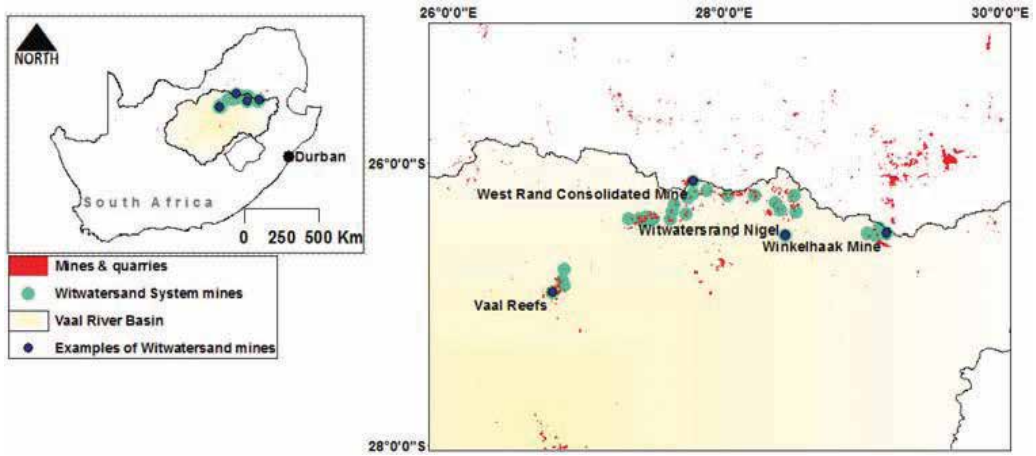 NORTH
Durban
South Africa
0 250 500 Km
Mines & quarries
Witwatersand System mines
Vaal River Basin
Examples of Witwatersand mines
26°0'0"E 28°0'0"E 30°0'0"E
26°0'0"S
West Rand Consolidated Mine
Witwatersrand Nigel
Winkelhaak Mine
Vaal Reefs
28°0'0"S